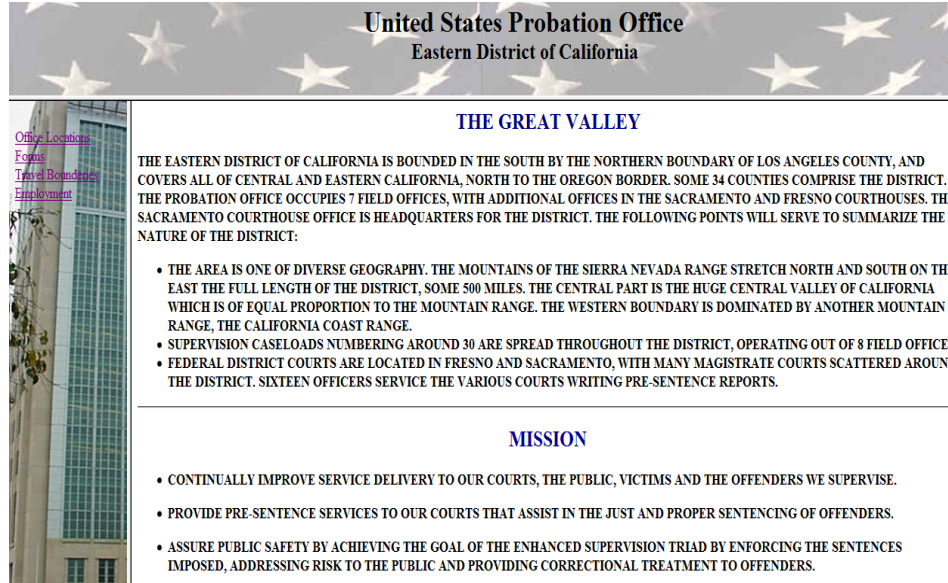 United States Probation Office
Eastern District of California
Office Locations
Forms
Travel Bounderies
Employment
THE GREAT VALLEY
THE EASTERN DISTRICT OF CALIFORNIA IS BOUNDED IN THE SOUTH BY THE NORTHERN BOUNDARY OF LOS ANGELES COUNTY, AND
COVERS ALL OF CENTRAL AND EASTERN CALIFORNIA, NORTH TO THE OREGON BORDER. SOME 34 COUNTIES COMPRISE THE DISTRICT.
THE PROBATION OFFICE OCCUPIES 7 FIELD OFFICES, WITH ADDITIONAL OFFICES IN THE SACRAMENTO AND FRESNO COURTHOUSES. TH
SACRAMENTO COURTHOUSE OFFICE IS HEADQUARTERS FOR THE DISTRICT. THE FOLLOWING POINTS WILL SERVE TO SUMMARIZE THE
NATURE OF THE DISTRICT:
• THE AREA IS ONE OF DIVERSE GEOGRAPHY. THE MOUNTAINS OF THE SIERRA NEVADA RANGE STRETCH NORTH AND SOUTH ON TH
EAST THE FULL LENGTH OF THE DISTRICT, SOME 500 MILES. THE CENTRAL PART IS THE HUGE CENTRAL VALLEY OF CALIFORNIA
WHICH IS OF EQUAL PROPORTION TO THE MOUNTAIN RANGE. THE WESTERN BOUNDARY IS DOMINATED BY ANOTHER MOUNTAIN
RANGE, THE CALIFORNIA COAST RANGE.
• SUPERVISION CASELOADS NUMBERING AROUND 30 ARE SPREAD THROUGHOUT THE DISTRICT, OPERATING OUT OF 8 FIELD OFFICE
• FEDERAL DISTRICT COURTS ARE LOCATED IN FRESNO AND SACRAMENTO, WITH MANY MAGISTRATE COURTS SCATTERED AROUN
THE DISTRICT. SIXTEEN OFFICERS SERVICE THE VARIOUS COURTS WRITING PRE-SENTENCE REPORTS.
MISSION
• CONTINUALLY IMPROVE SERVICE DELIVERY TO OUR COURTS, THE PUBLIC, VICTIMS AND THE OFFENDERS WE SUPERVISE.
• PROVIDE PRE-SENTENCE SERVICES TO OUR COURTS THAT ASSIST IN THE JUST AND PROPER SENTENCING OF OFFENDERS.
• ASSURE PUBLIC SAFETY BY ACHIEVING THE GOAL OF THE ENHANCED SUPERVISION TRIAD BY ENFORCING THE SENTENCES
IMPOSED, ADDRESSING RISK TO THE PUBLIC AND PROVIDING CORRECTIONAL TREATMENT TO OFFENDERS.